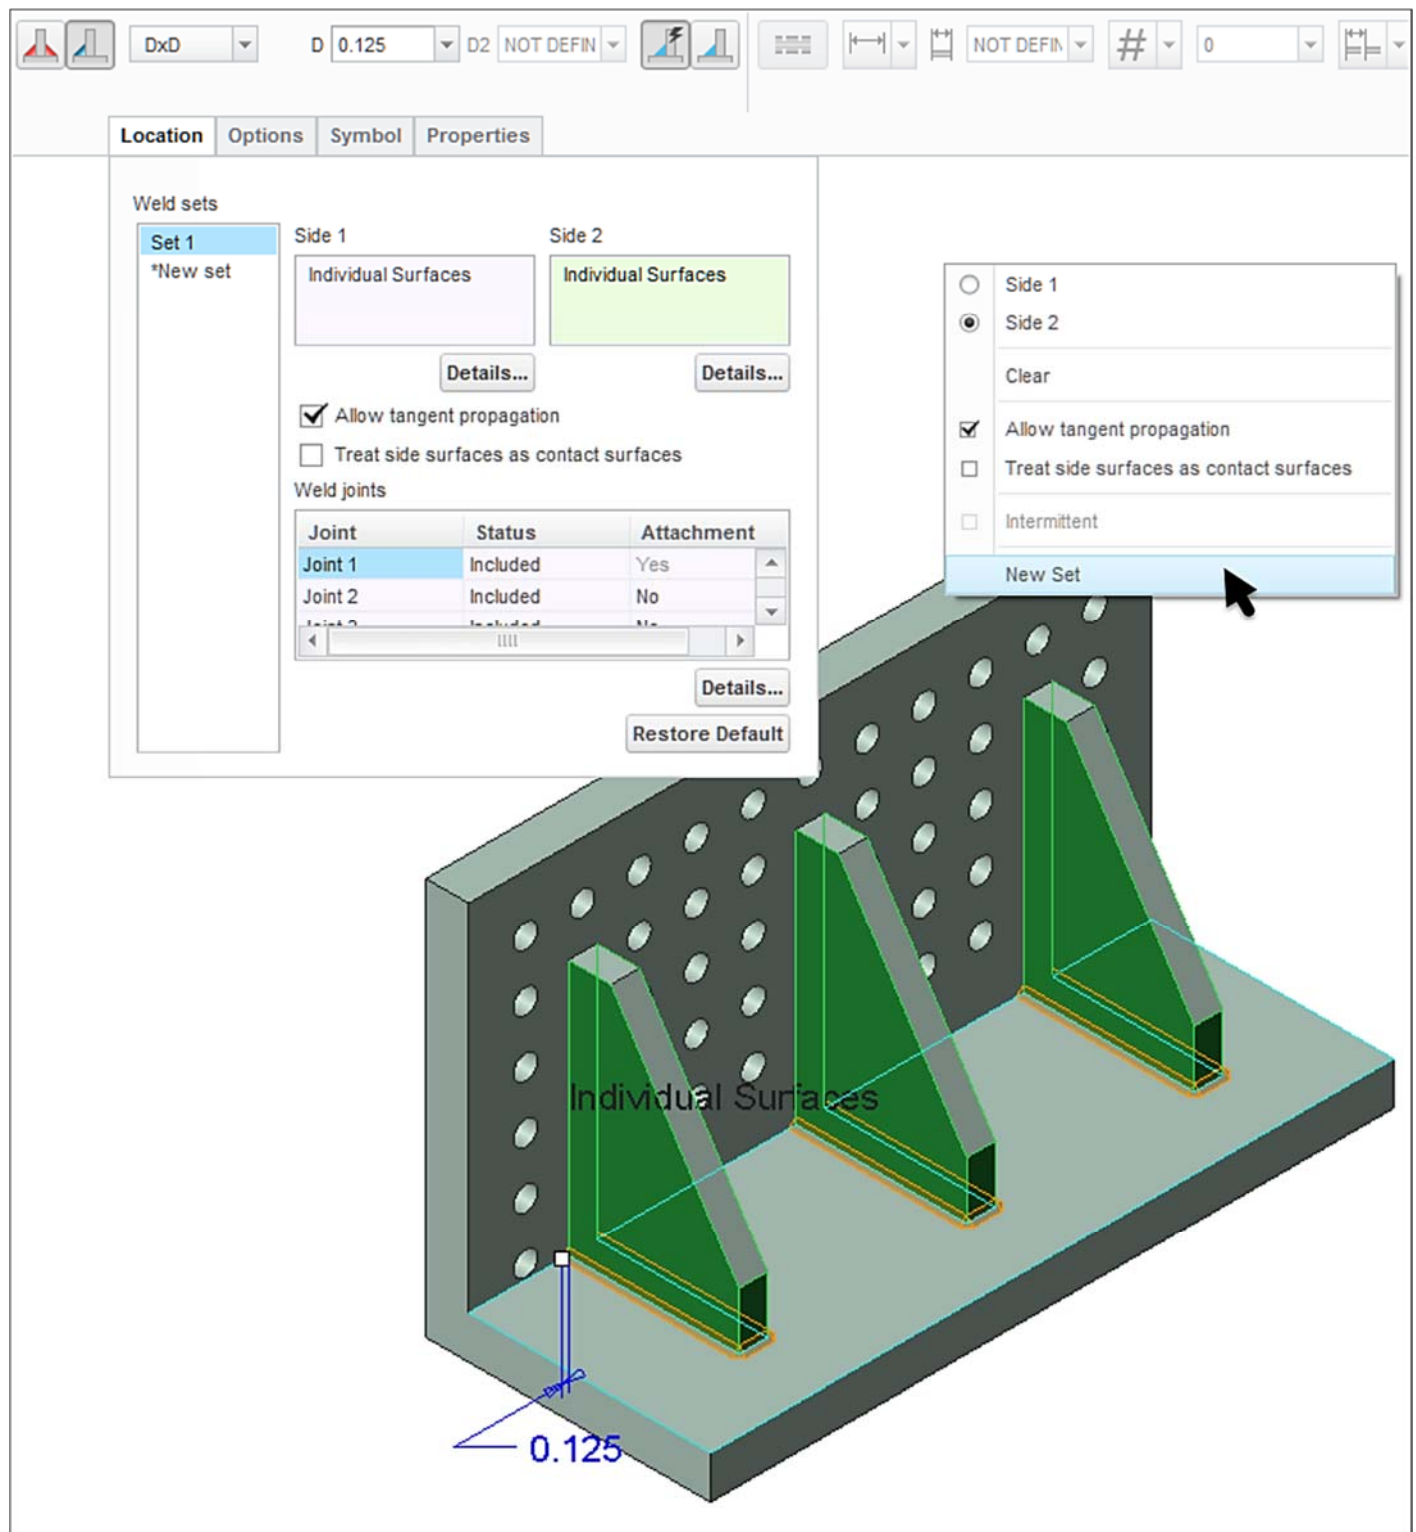 DxD D 0.125 D2 NOT DEFIN NOT DEFIN # 0
Location Options Symbol Properties
Weld sets
Set 1
*New set
Side 1 Side 2
Individual Surfaces Individual Surfaces
Details... Details...
Allow tangent propagation
Treat side surfaces as contact surfaces
Weld joints
Joint Status Attachment
Joint 1 Included Yes
Joint 2 Included No
Details...
Restore Default
Side 1
Side 2
Clear
Allow tangent propagation
Treat side surfaces as contact surfaces
Intermittent
New Set
Individual Surfaces
0.125